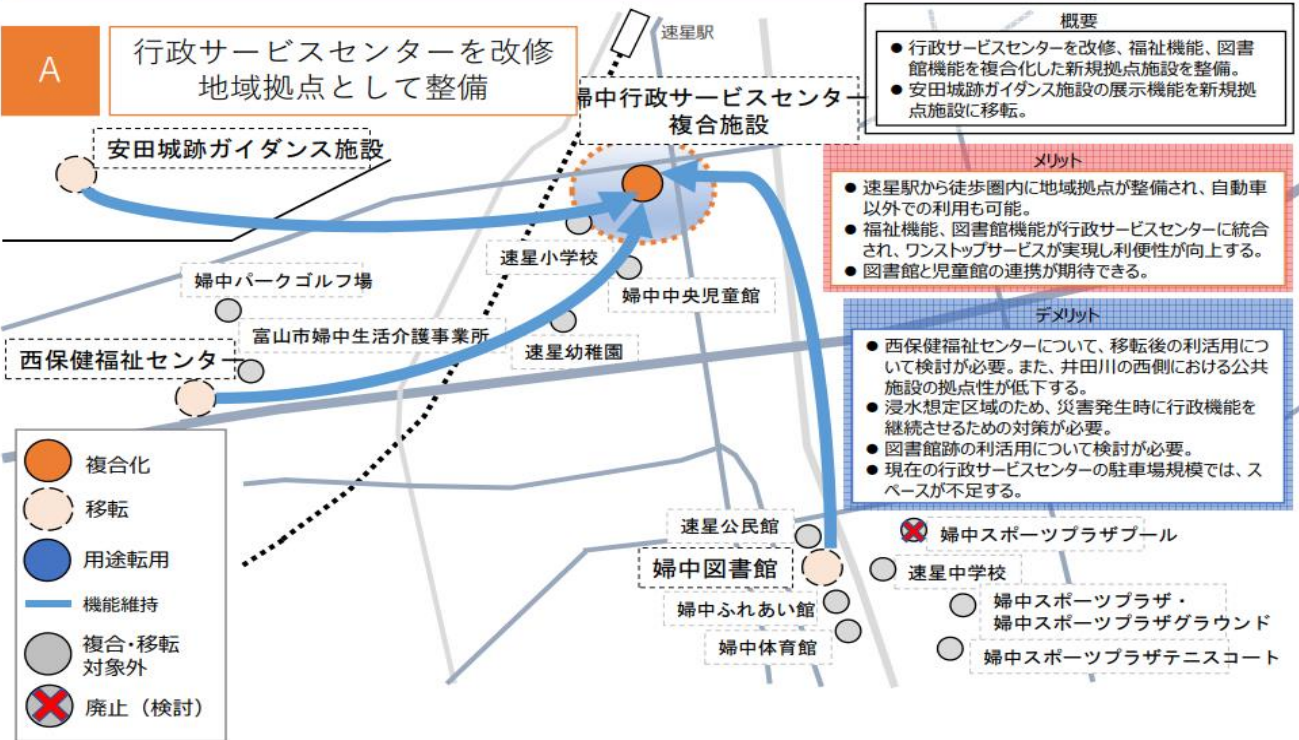 A
行政サービスセンターを改修
地域拠点として整備
速星駅
概要
● 行政サービスセンターを改修、福祉機能、図書
館機能を複合化した新規拠点施設を整備。
● 安田城跡ガイダンス施設の展示機能を新規拠
点施設に移転。
婦中行政サービスセンター
複合施設
安田城跡ガイダンス施設
メリット
● 速星駅から徒歩圏内に地域拠点が整備され、自動車
以外での利用も可能。
● 福祉機能、図書館機能が行政サービスセンターに統合
され、ワンストップサービスが実現し利便性が向上する。
● 図書館と児童館の連携が期待できる。
速星小学校
婦中中央児童館
婦中パークゴルフ場
富山市婦中生活介護事業所
速星幼稚園
西保健福祉センター
デメリット
● 西保健福祉センターについて、移転後の利活用につ
いて検討が必要。また、井田川の西側における公共
施設の拠点性が低下する。
● 浸水想定区域のため、災害発生時に行政機能を
継続させるための対策が必要。
● 図書館跡の利活用について検討が必要。
● 現在の行政サービスセンターの駐車場規模では、ス
ペースが不足する。
複合化
移転
用途転用
機能維持
複合・移転
対象外
廃止（検討）
速星公民館
婦中図書館
婦中ふれあい館
婦中体育館
婦中スポーツプラザプール
速星中学校
婦中スポーツプラザ・
婦中スポーツプラザグラウンド
婦中スポーツプラザテニスコート